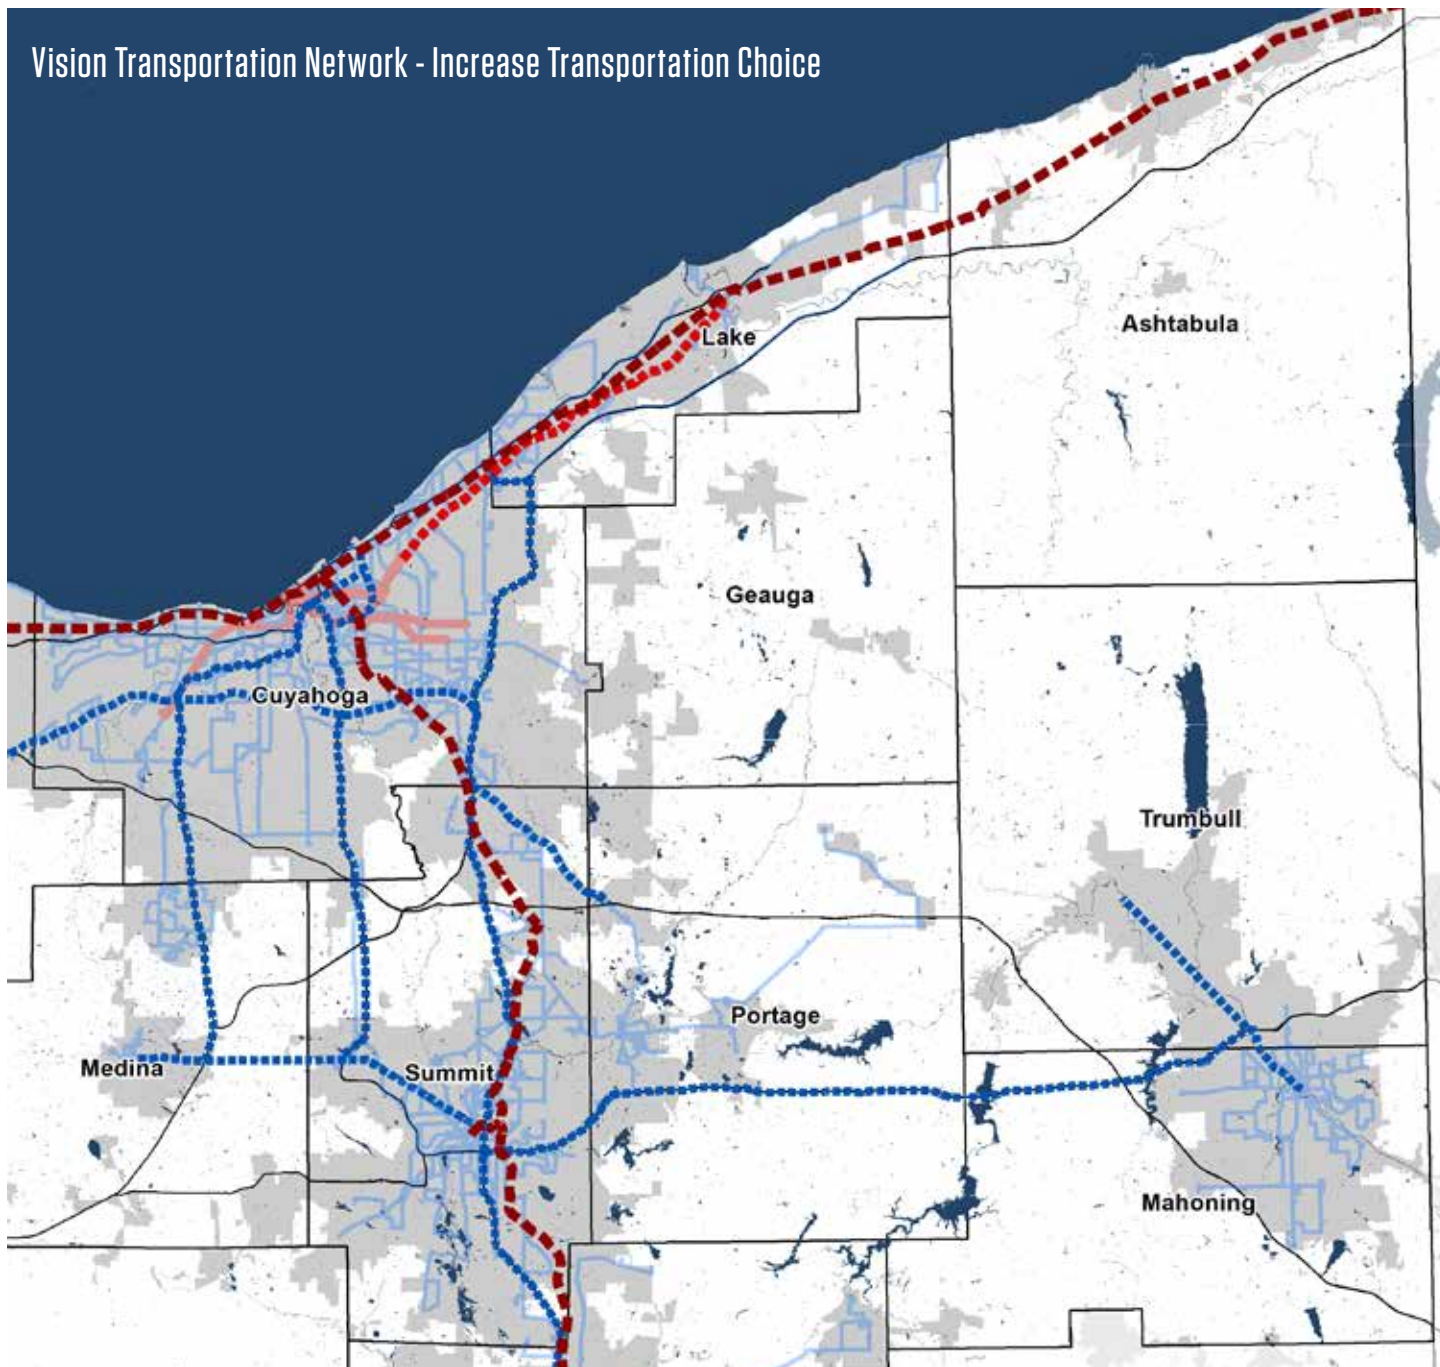 Vision Transportation Network - Increase Transportation Choice
Lake
Ashtabula
Geauga
Cuyahoga
Trumbull
Portage
Medina
Summit
Mahoning